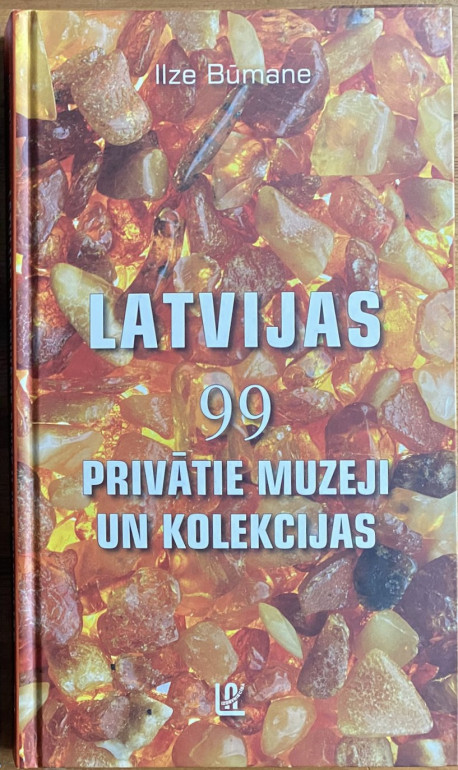 Ilze Būmane
LATVIJAS
99
PRIVĀTIE MUZEJI
UN KOLEKCIJAS